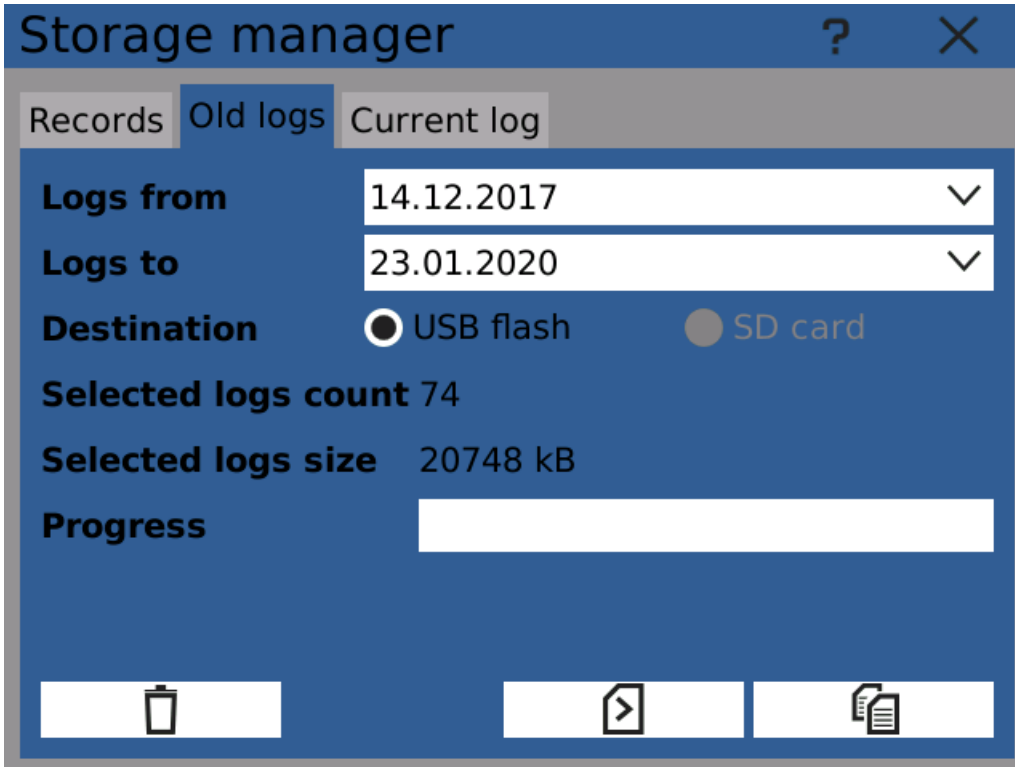 Storage manager ?
Records Old logs Current log
Logs from 14.12.2017
Logs to 23.01.2020
Destination USB flash SD card
Selected logs count 74
Selected logs size 20748 kB
Progress